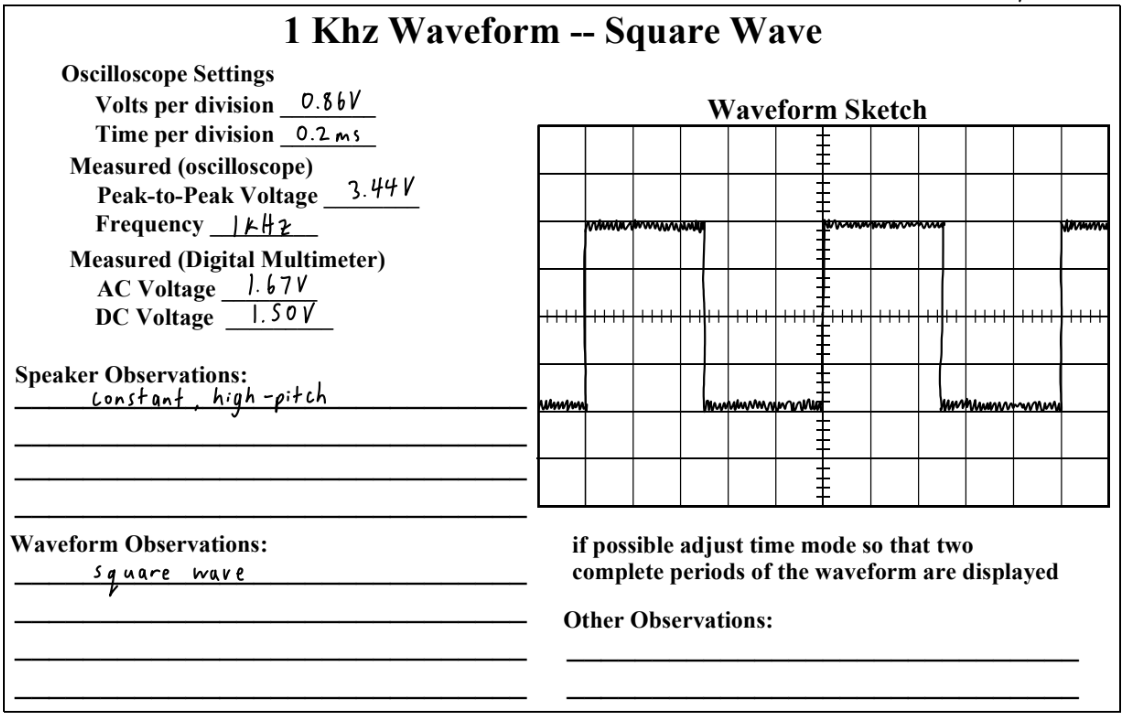 1 Khz Waveform -- Square Wave
Oscilloscope Settings
Volts per division 0.86V
Time per division 0.2ms
Measured (oscilloscope)
Peak-to-Peak Voltage 3.44V
Frequency 1kHz
Measured (Digital Multimeter)
AC Voltage 1.67V
DC Voltage 1.50V
Speaker Observations:
constant, high-pitch
Waveform Observations:
square wave
Waveform Sketch
if possible adjust time mode so that two
complete periods of the waveform are displayed
Other Observations: